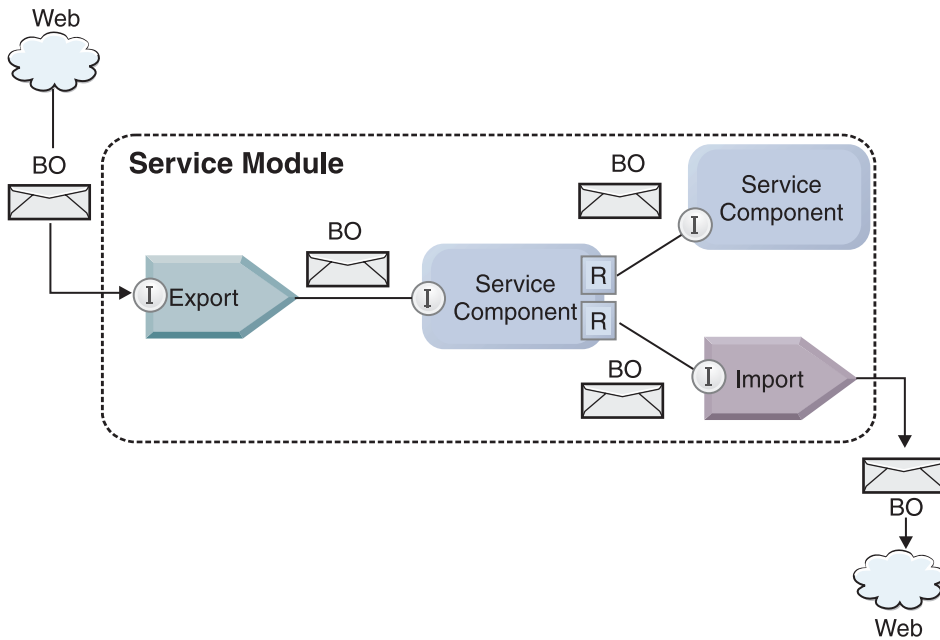 Web
BO
Service Module
BO
Service
Component
I
BO
I
Export
I
Service
Component
R
R
BO
I
Import
BO
Web